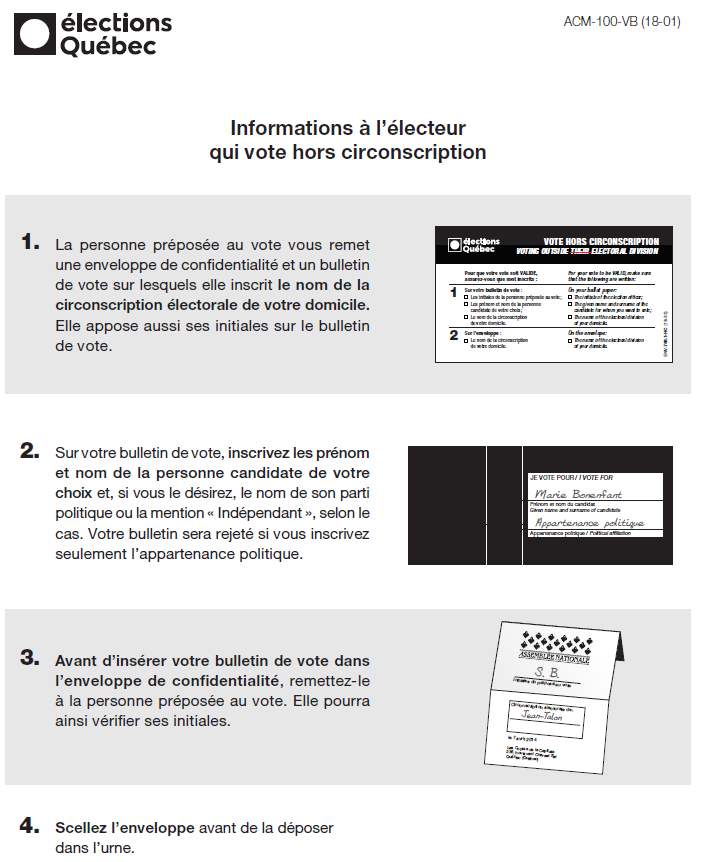 élections
Québec
ACM-100-VB (18-01)
Informations à l’électeur
qui vote hors circonscription
1.
La personne préposée au vote vous remet
une enveloppe de confidentialité et un bulletin
de vote sur lesquels elle inscrit le nom de la
circonscription électorale de votre domicile.
Elle appose aussi ses initiales sur le bulletin
de vote.
élections
Québec
VOTE HORS CIRCONSCRIPTION
VOTING OUTSIDE THEIR ELECTORAL DIVISION
Pour que votre vote soit VALIDE,
assurez-vous que sont inscrits :
1
Sur votre bulletin de vote :
Les initiales de la personne préposée au vote;
Les prénom et nom de la personne
candidate de votre choix;
Le nom de la circonscription
de votre domicile.
2
Sur l’enveloppe :
Le nom de la circonscription
de votre domicile.
For your vote to be VALID, make sure
that the following are written:
On your ballot paper:
The initials of the election officer;
The given name and surname of the
candidate for whom you want to vote;
The name of the electoral division
of your domicile.
On the envelope:
The name of the electoral division
of your domicile.
2.
Sur votre bulletin de vote, inscrivez les prénom
et nom de la personne candidate de votre
choix et, si vous le désirez, le nom de son parti
politique ou la mention « Indépendant », selon le
cas. Votre bulletin sera rejeté si vous inscrivez
seulement l’appartenance politique.
JE VOTE POUR / I VOTE FOR
Marie Bonenfant
Prénom et nom du candidat
Given name and surname of candidate
Appartenance politique
Appartenance politique / Political affiliation
3.
Avant d’insérer votre bulletin de vote dans
l’enveloppe de confidentialité, remettez-le
à la personne préposée au vote. Elle pourra
ainsi vérifier ses initiales.
ASSEMBLÉE NATIONALE
S. B.
Jean-Talon
4.
Scellez l’enveloppe avant de la déposer
dans l’urne.